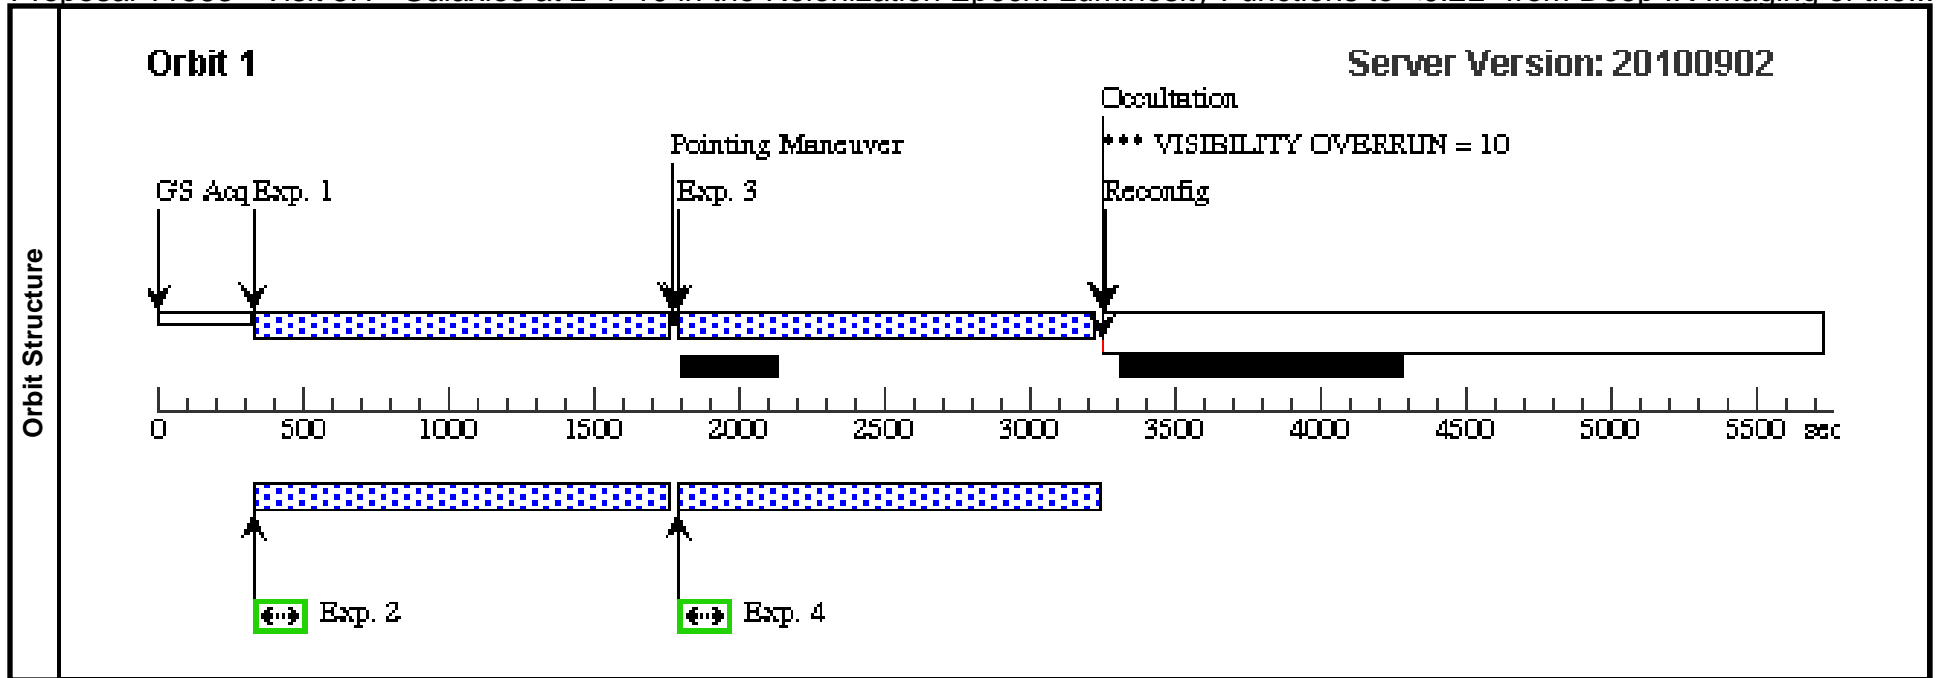 Orbit 1
Server Version: 20100902
Occultation
Pointing Maneuver
*** VISIBILITY OVERRUN = 10
GS Acq Exp. 1
Exp. 3
Reconfig
Orbit Structure
0 500 1000 1500 2000 2500 3000 3500 4000 4500 5000 5500 sec
Exp. 2
Exp. 4